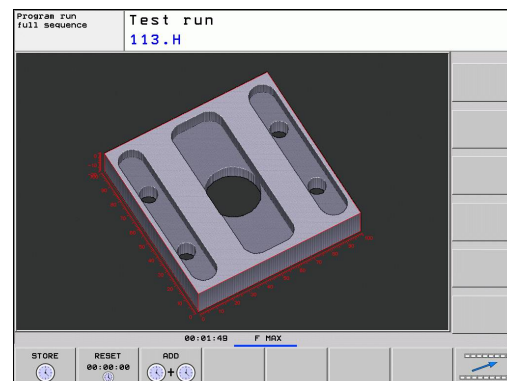 Program run
full sequence
Test run
113.H
00:01:49 F MAX
STORE
RESET
00:00:00
ADD
+